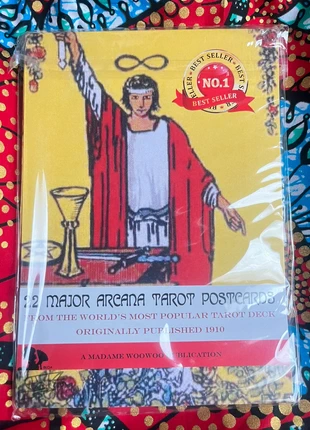 BEST SELLER
NO.1
BEST SELLER
22 MAJOR ARCANA TAROT POSTCARDS
FROM THE WORLD'S MOST POPULAR TAROT DECK
ORIGINALLY PUBLISHED 1910
A MADAME WOOWOO PUBLICATION